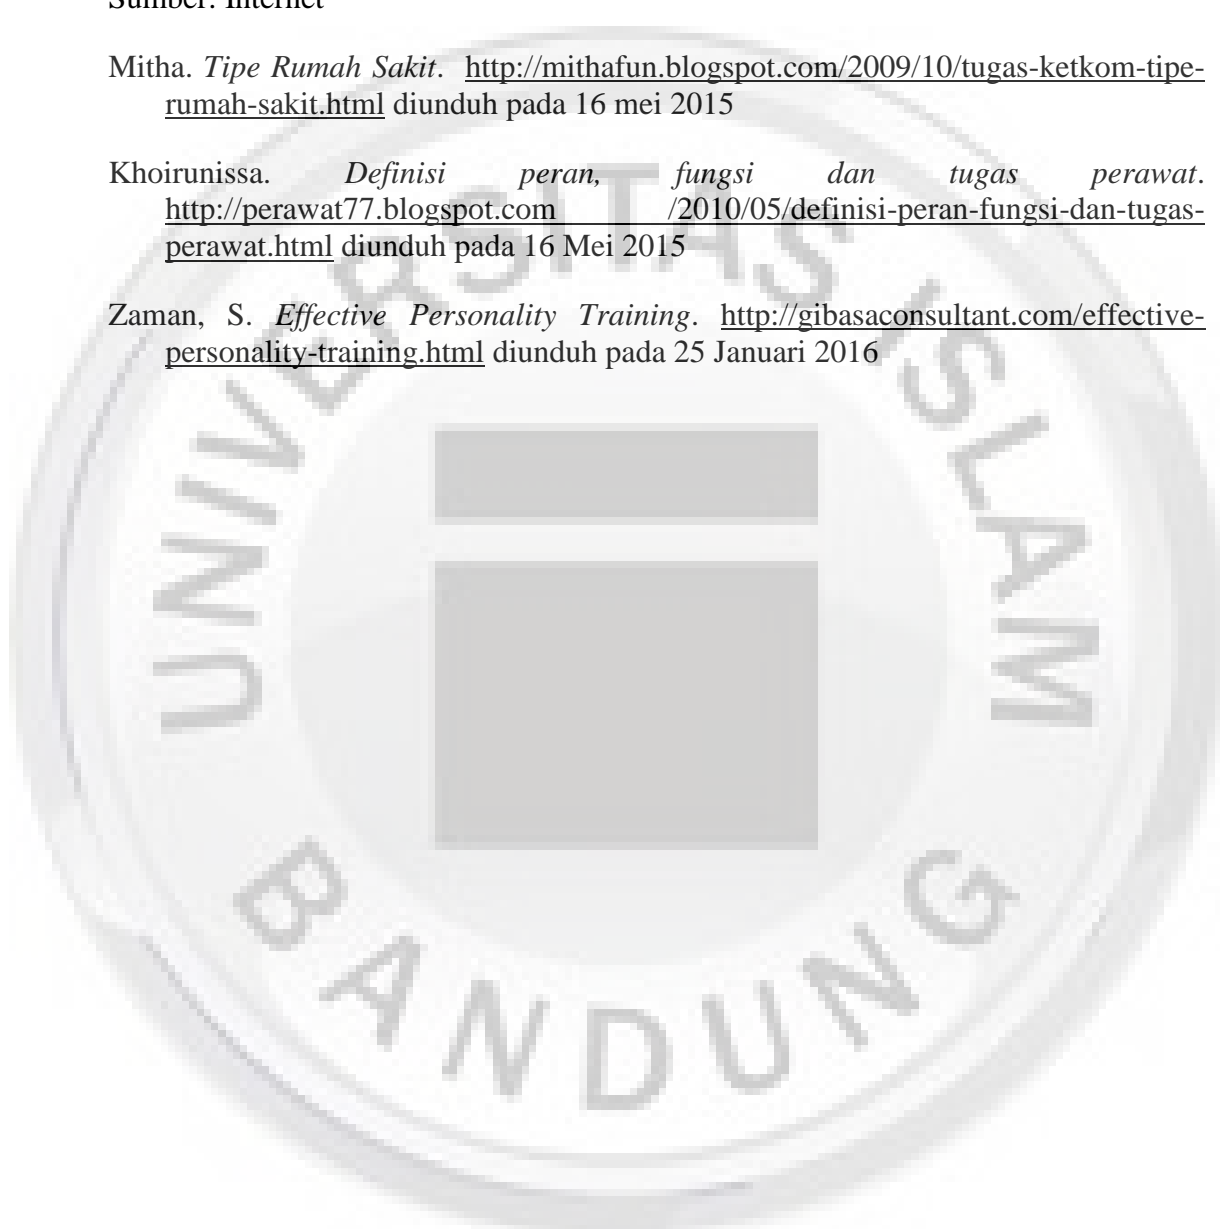 Sumber: Internet
Mitha. Tipe Rumah Sakit. http://mithafun.blogspot.com/2009/10/tugas-ketkom-tipe-
rumah-sakit.html diunduh pada 16 mei 2015
Khoirunissa. Definisi peran, fungsi dan tugas perawat.
http://perawat77.blogspot.com /2010/05/definisi-peran-fungsi-dan-tugas-
perawat.html diunduh pada 16 Mei 2015
Zaman, S. Effective Personality Training. http://gibasaconsultant.com/effective-
personality-training.html diunduh pada 25 Januari 2016
UNIVERSITAS ISLAM
BANDUNG